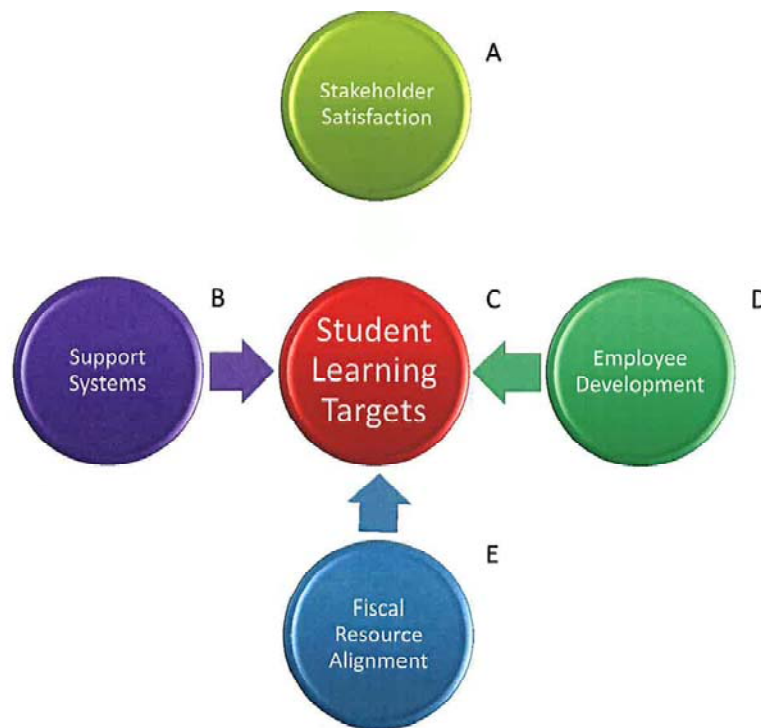 A
Stakeholder
Satisfaction
B
Support
Systems
C
Student
Learning
Targets
D
Employee
Development
E
Fiscal
Resource
Alignment